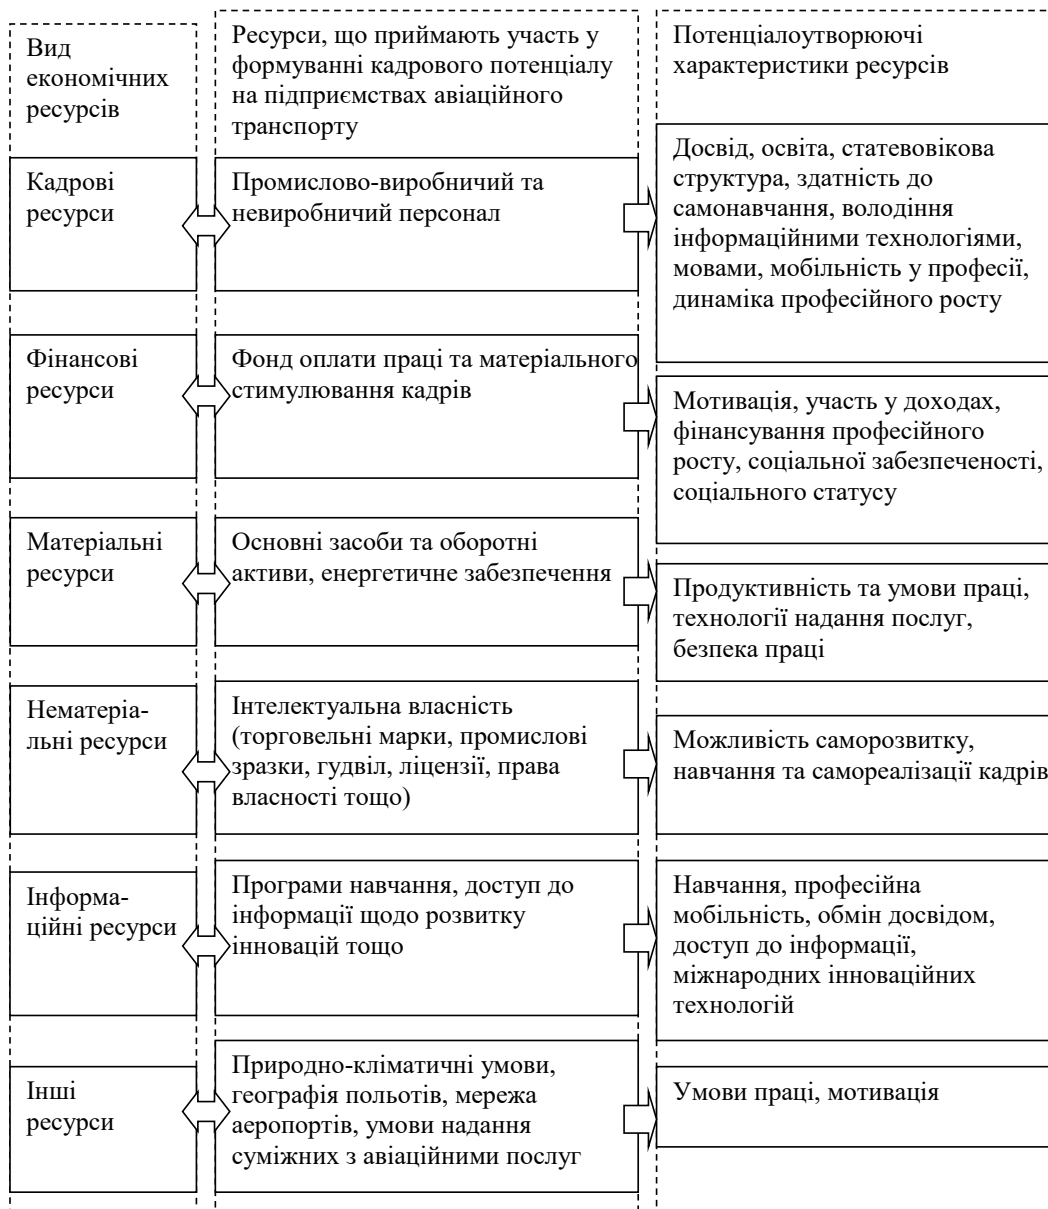 Вид
економічних
ресурсів
Ресурси, що приймають участь у
формуванні кадрового потенціалу
на підприємствах авіаційного
транспорту
Потенціалоутворюючі
характеристики ресурсів
Кадрові
ресурси
Промислово-виробничий та
невиробничий персонал
Досвід, освіта, статевовікова
структура, здатність до
самонавчання, володіння
інформаційними технологіями,
мовами, мобільність у професії,
динаміка професійного росту
Фінансові
ресурси
Фонд оплати праці та матеріального
стимулювання кадрів
Мотивація, участь у доходах,
фінансування професійного
росту, соціальної забезпеченості,
соціального статусу
Матеріальні
ресурси
Основні засоби та оборотні
активи, енергетичне забезпечення
Продуктивність та умови праці,
технології надання послуг,
безпека праці
Нематеріа-
льні ресурси
Інтелектуальна власність
(торговельні марки, промислові
зразки, гудвіл, ліцензії, права
власності тощо)
Можливість саморозвитку,
навчання та самореалізації кадрів
Інформа-
ційні ресурси
Програми навчання, доступ до
інформації щодо розвитку
інновацій тощо
Навчання, професійна
мобільність, обмін досвідом,
доступ до інформації,
міжнародних інноваційних
технологій
Інші
ресурси
Природно-кліматичні умови,
географія польотів, мережа
аеропортів, умови надання
суміжних з авіаційними послуг
Умови праці, мотивація